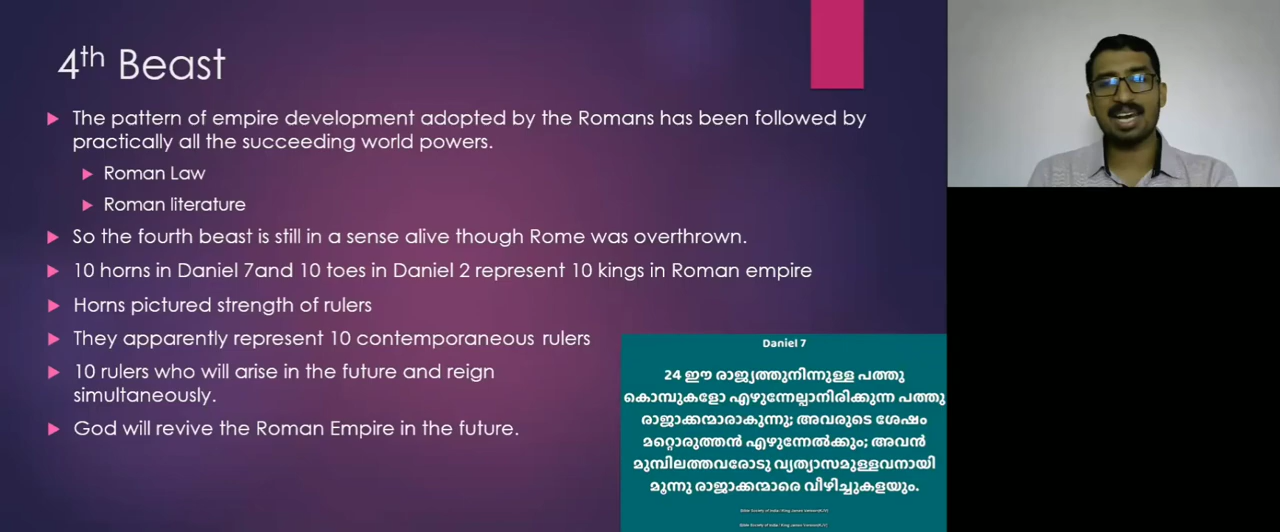 4th Beast
The pattern of empire development adopted by the Romans has been followed by
practically all the succeeding world powers.
Roman Law
Roman literature
So the fourth beast is still in a sense alive though Rome was overthrown.
10 horns in Daniel 7and 10 toes in Daniel 2 represent 10 kings in Roman empire
Horns pictured strength of rulers
They apparently represent 10 contemporaneous rulers
10 rulers who will arise in the future and reign
simultaneously.
God will revive the Roman Empire in the future.
Daniel 7
24 ഈ രാജ്യത്തുനിന്നുള്ള പത്തു
കൊമ്പുകളോ എഴുന്നേല്പാനിരിക്കുന്ന പത്തു
രാജാക്കന്മാരാകുന്നു; അവരുടെ ശേഷം
മറ്റൊരുത്തൻ എഴുന്നേൽക്കും; അവൻ
മുമ്പിലത്തവരോടു വ്യത്യാസമുള്ളവനായി
മൂന്നു രാജാക്കന്മാരെ വീഴിച്ചുകളയും.